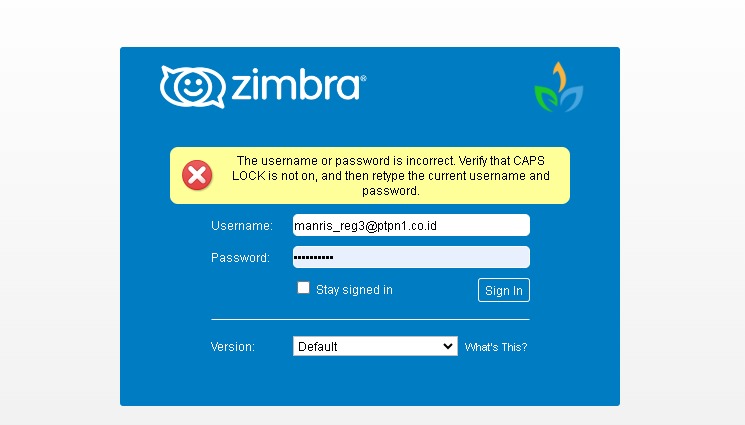 zimbra®
The username or password is incorrect. Verify that CAPS
LOCK is not on, and then retype the current username and
password.
Username: manris_reg3@ptpn1.co.id
Password: ••••••••••
Stay signed in Sign In
Version: Default What's This?